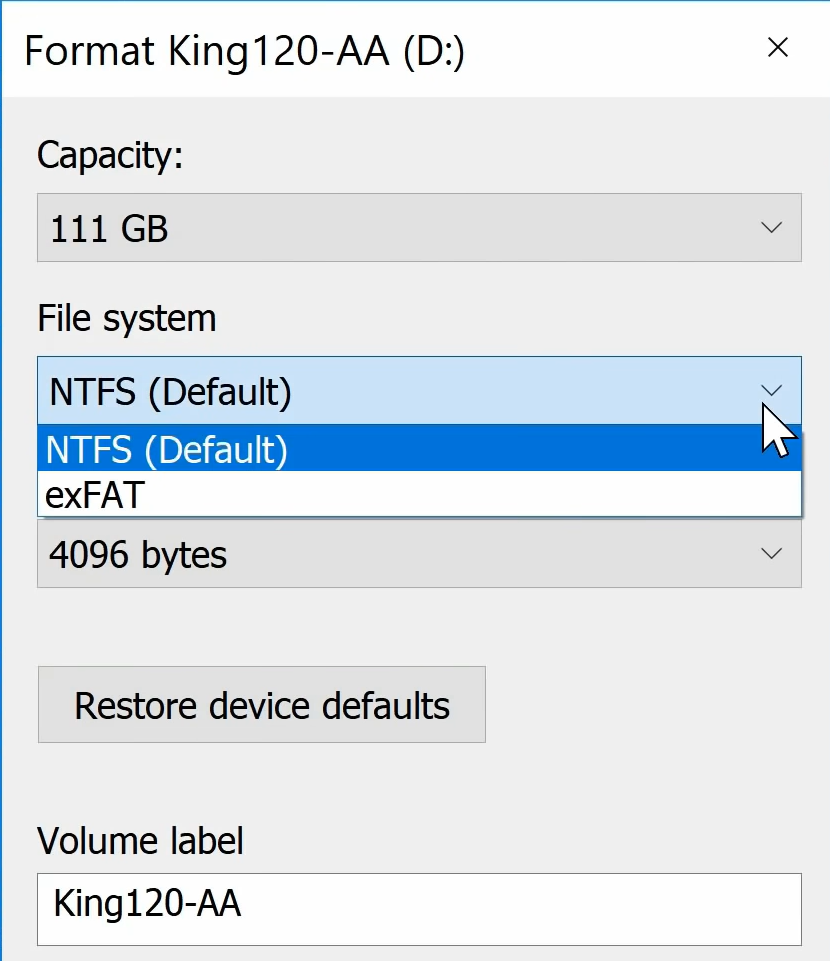 Format King120-AA (D:)
Capacity:
111 GB
File system
NTFS (Default)
NTFS (Default)
exFAT
4096 bytes
Restore device defaults
Volume label
King120-AA